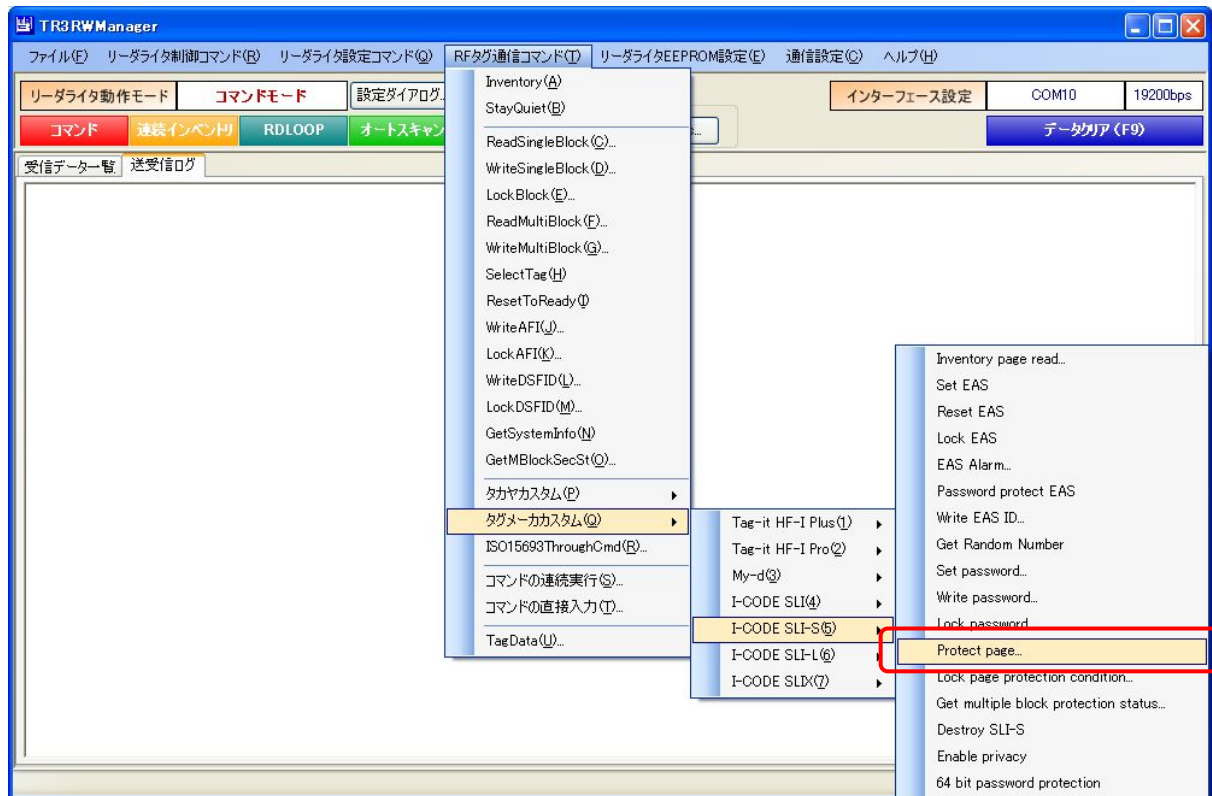 TR3RWManager
ファイル(F) リーダライタ制御コマンド(R) リーダライタ設定コマンド(Q) RFタグ通信コマンド(T) リーダライタEEPROM設定(E) 通信設定(C) ヘルプ(H)
リーダライタ動作モード コマンドモード 設定ダイアログ... インターフェース設定 COM10 19200bps
コマンド 連続インベントリ RDLOOP オートスキャン データクリア(F9)
受信データ一覧 送受信ログ
Inventory(A)
StayQuiet(B)
ReadSingleBlock(C)...
WriteSingleBlock(D)...
LockBlock(E)...
ReadMultiBlock(F)...
WriteMultiBlock(G)...
SelectTag(H)
ResetToReady(I)
WriteAFI(J)...
LockAFI(K)...
WriteDSFID(L)...
LockDSFID(M)...
GetSystemInfo(N)
GetMBlockSecSt(O)...
タカヤカスタム(P)
タグメーカカスタム(Q)
ISO15693ThroughCmd(R)...
コマンドの連続実行(S)...
コマンドの直接入力(T)...
TagData(U)...
Tag-it HF-I Plus(1)
Tag-it HF-I Pro(2)
My-d(3)
I-CODE SLI(4)
I-CODE SLI-S(5)
I-CODE SLI-L(6)
I-CODE SLIX(7)
Inventory page read...
Set EAS
Reset EAS
Lock EAS
EAS Alarm...
Password protect EAS
Write EAS ID...
Get Random Number
Set password...
Write password...
Lock password
Protect page...
Lock page protection condition...
Get multiple block protection status...
Destroy SLI-S
Enable privacy
64 bit password protection